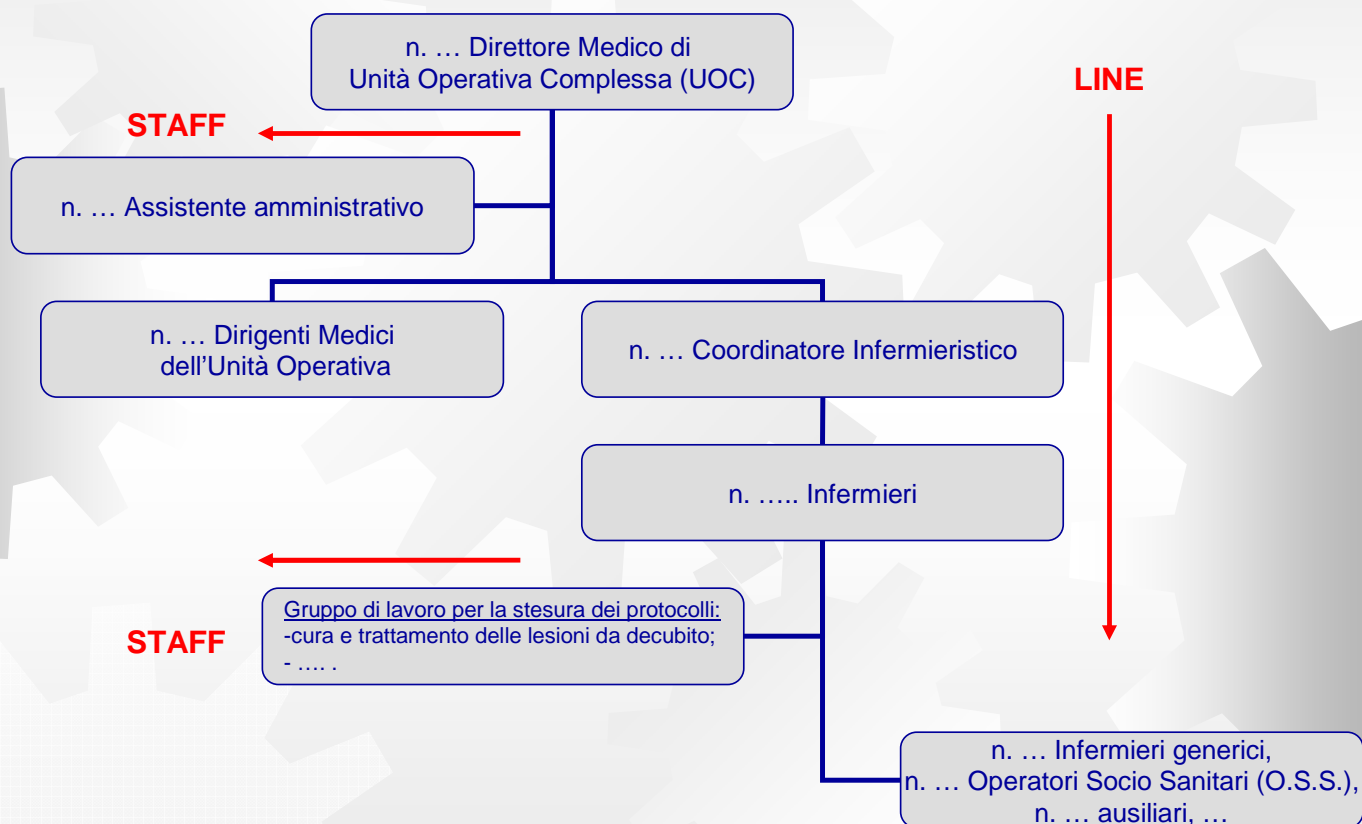 n. … Direttore Medico di
Unità Operativa Complessa (UOC)
LINE
STAFF
n. … Assistente amministrativo
n. … Dirigenti Medici
dell’Unità Operativa
n. … Coordinatore Infermieristico
n. ….. Infermieri
Gruppo di lavoro per la stesura dei protocolli:
-cura e trattamento delle lesioni da decubito;
- …. .
STAFF
n. … Infermieri generici,
n. … Operatori Socio Sanitari (O.S.S.),
n. … ausiliari, …